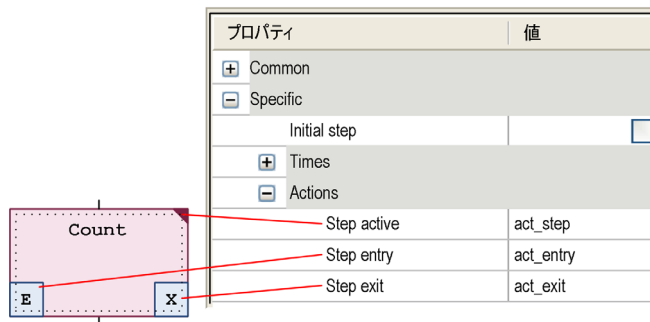 プロパティ 値
Common
Specific
Initial step
Times
Actions
Step active act_step
Step entry act_entry
Step exit act_exit
Count
E X